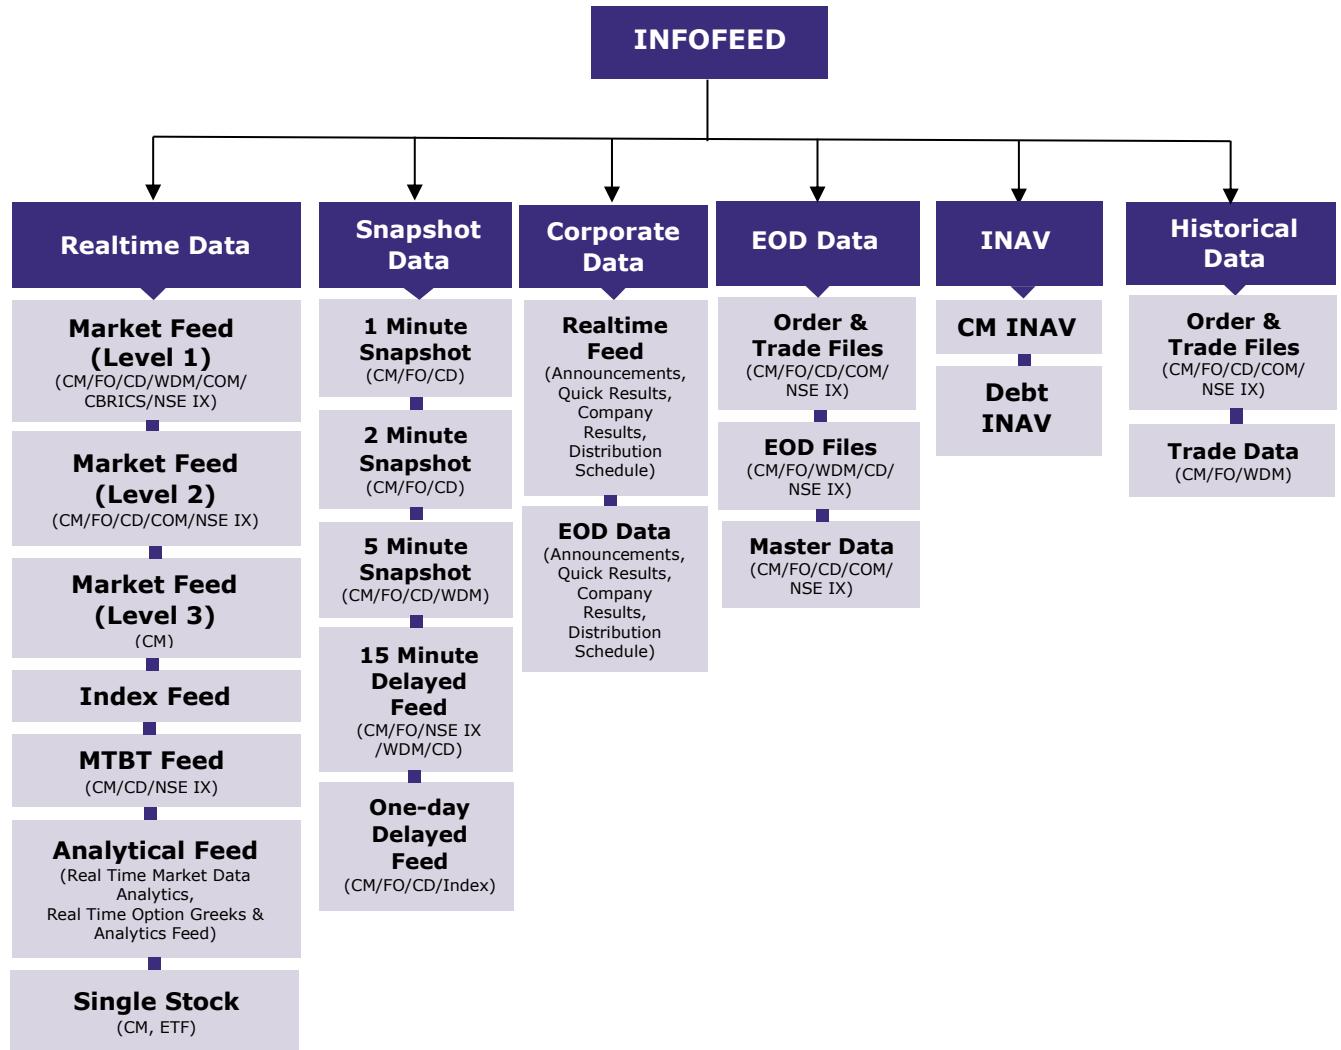 INFOFEED
Realtime Data
Market Feed
(Level 1)
(CM/FO/CD/WDM/COM/
CBRICS/NSE IX)
Market Feed
(Level 2)
(CM/FO/CD/COM/NSE IX)
Market Feed
(Level 3)
(CM)
Index Feed
MTBT Feed
(CM/CD/NSE IX)
Analytical Feed
(Real Time Market Data
Analytics,
Real Time Option Greeks &
Analytics Feed)
Single Stock
(CM, ETF)
Snapshot
Data
1 Minute
Snapshot
(CM/FO/CD)
2 Minute
Snapshot
(CM/FO/CD)
5 Minute
Snapshot
(CM/FO/CD/WDM)
15 Minute
Delayed
Feed
(CM/FO/NSE IX
/WDM/CD)
One-day
Delayed
Feed
(CM/FO/CD/Index)
Corporate
Data
Realtime
Feed
(Announcements,
Quick Results,
Company
Results,
Distribution
Schedule)
EOD Data
(Announcements,
Quick Results,
Company
Results,
Distribution
Schedule)
EOD Data
Order &
Trade Files
(CM/FO/CD/COM/
NSE IX)
EOD Files
(CM/FO/WDM/CD/
NSE IX)
Master Data
(CM/FO/CD/COM/
NSE IX)
INAV
CM INAV
Debt
INAV
Historical
Data
Order &
Trade Files
(CM/FO/CD/COM/
NSE IX)
Trade Data
(CM/FO/WDM)